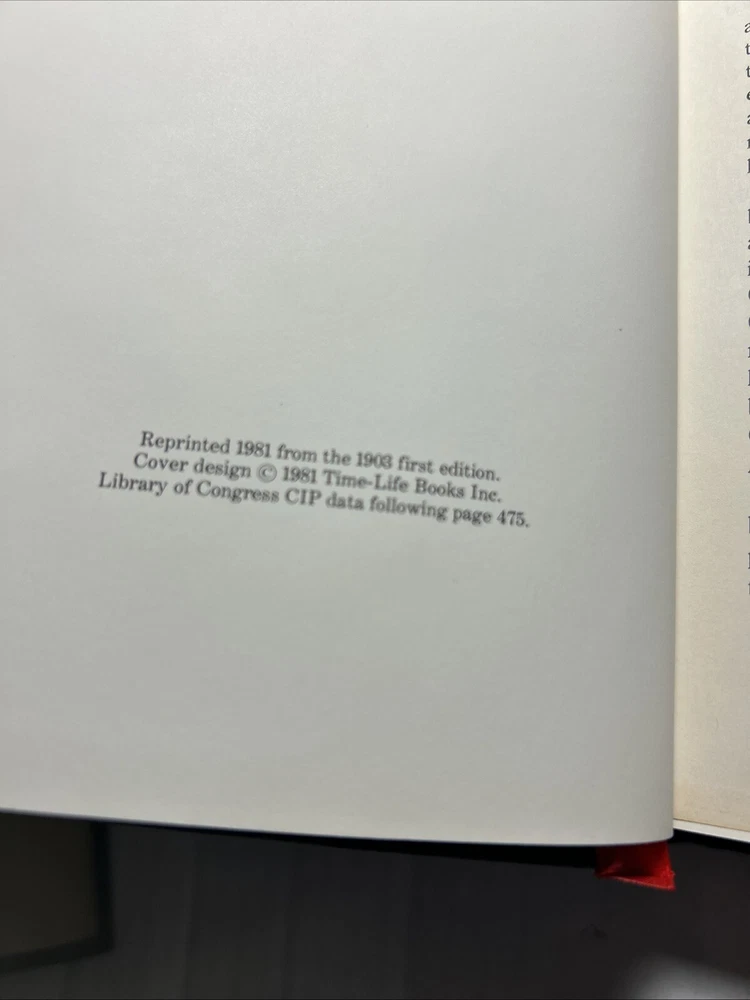 Reprinted 1981 from the 1903 first edition.
Cover design © 1981 Time-Life Books Inc.
Library of Congress CIP data following page 475.